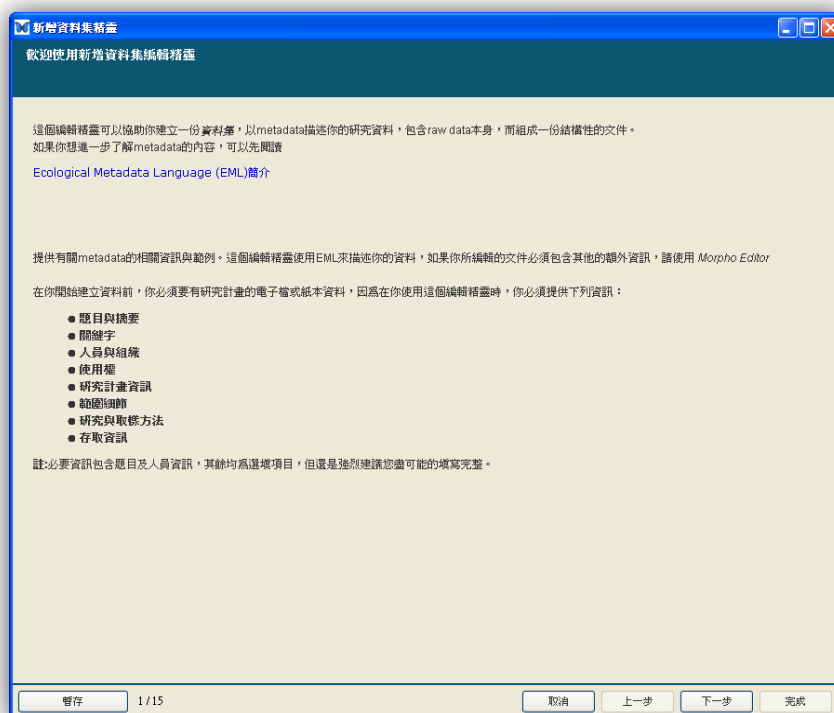 新增資料集精靈
歡迎使用新增資料集編輯精靈
這個編輯精靈可以協助你建立一份資料集，以metadata描述你的研究資料，包含raw data本身，而組成一份結構性的文件。
如果你想進一步了解metadata的內容，可以先閱讀
Ecological Metadata Language (EML)簡介
提供有關metadata的相關資訊與範例。這個編輯精靈使用EML來描述你的資料，如果你所編輯的文件必須包含其他的額外資訊，請使用 Morpho Editor
在你開始建立資料前，你必須要有研究計畫的電子檔或紙本資料，因為在你使用這個編輯精靈時，你必須提供下列資訊：
● 題目與摘要
● 關鍵字
● 人員與組織
● 使用權
● 研究計畫資訊
● 範圍細節
● 研究與取樣方法
● 存取資訊
註:必要資訊包含題目及人員資訊，其餘均為選填項目，但還是強烈建議您盡可能的填寫完整。
暫存 1 / 15 取消 上一步 下一步 完成